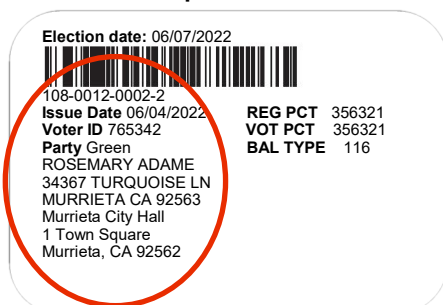 Election date: 06/07/2022
108-0012-0002-2
Issue Date 06/04/2022 REG PCT 356321
Voter ID 765342 VOT PCT 356321
Party Green BAL TYPE 116
ROSEMARY ADAME
34367 TURQUOISE LN
MURRIETA CA 92563
Murrieta City Hall
1 Town Square
Murrieta, CA 92562